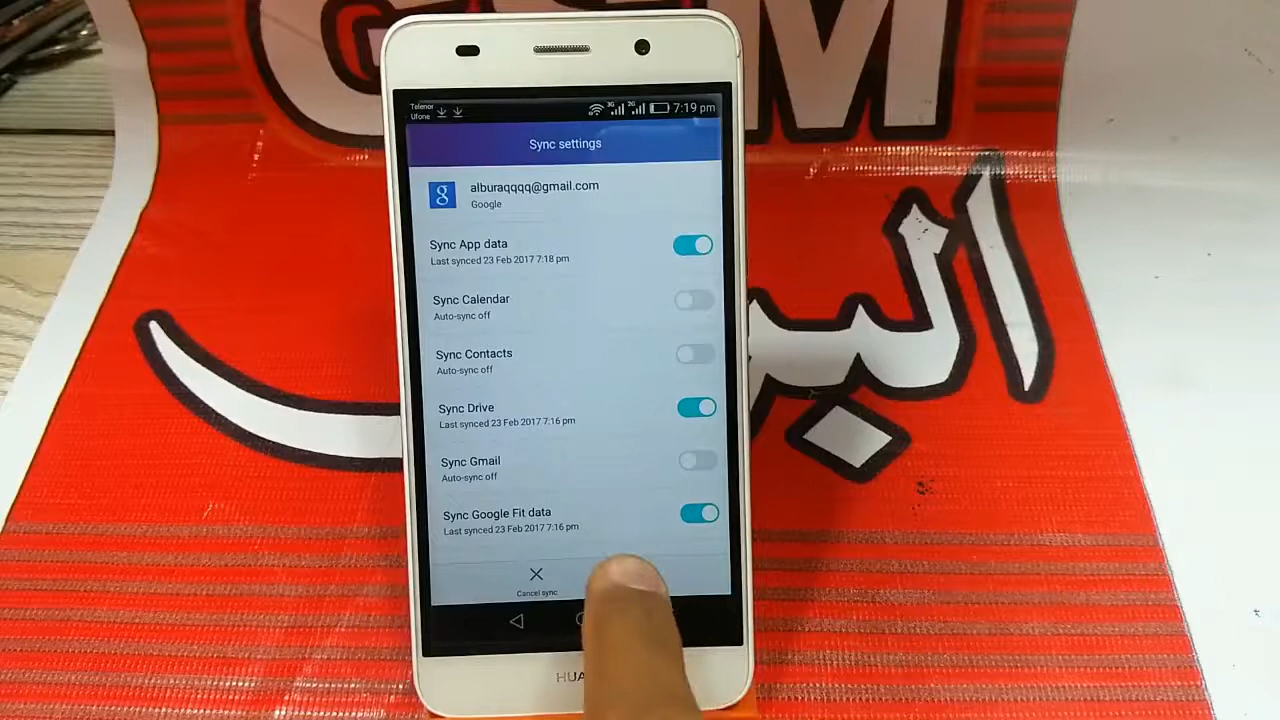 GSM
Telenor
Ufone
3G 2G 7:19 pm
Sync settings
g
alburaqqqq@gmail.com
Google
Sync App data
Last synced 23 Feb 2017 7:18 pm
Sync Calendar
Auto-sync off
Sync Contacts
Auto-sync off
Sync Drive
Last synced 23 Feb 2017 7:16 pm
Sync Gmail
Auto-sync off
Sync Google Fit data
Last synced 23 Feb 2017 7:16 pm
Cancel sync